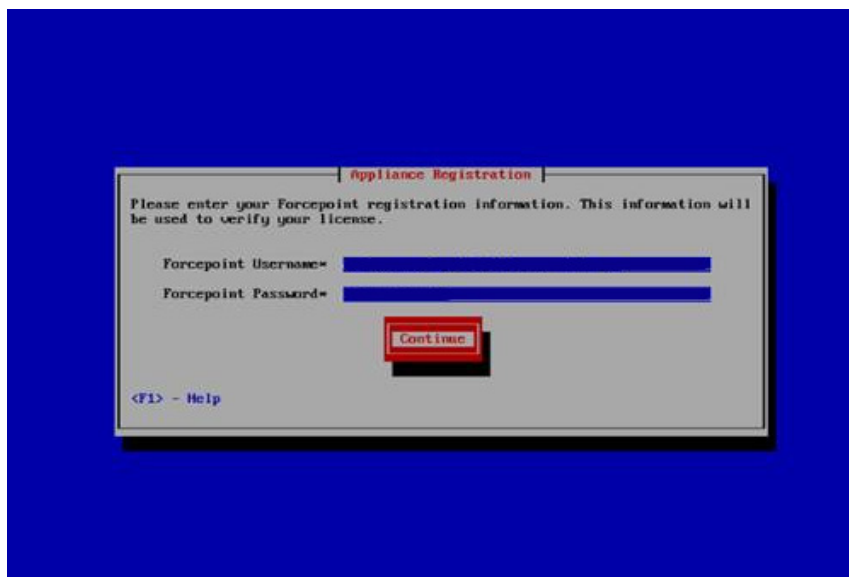 Appliance Registration
Please enter your Forcepoint registration information. This information will
be used to verify your license.
Forcepoint Username*
Forcepoint Password*
Continue
<F1> - Help